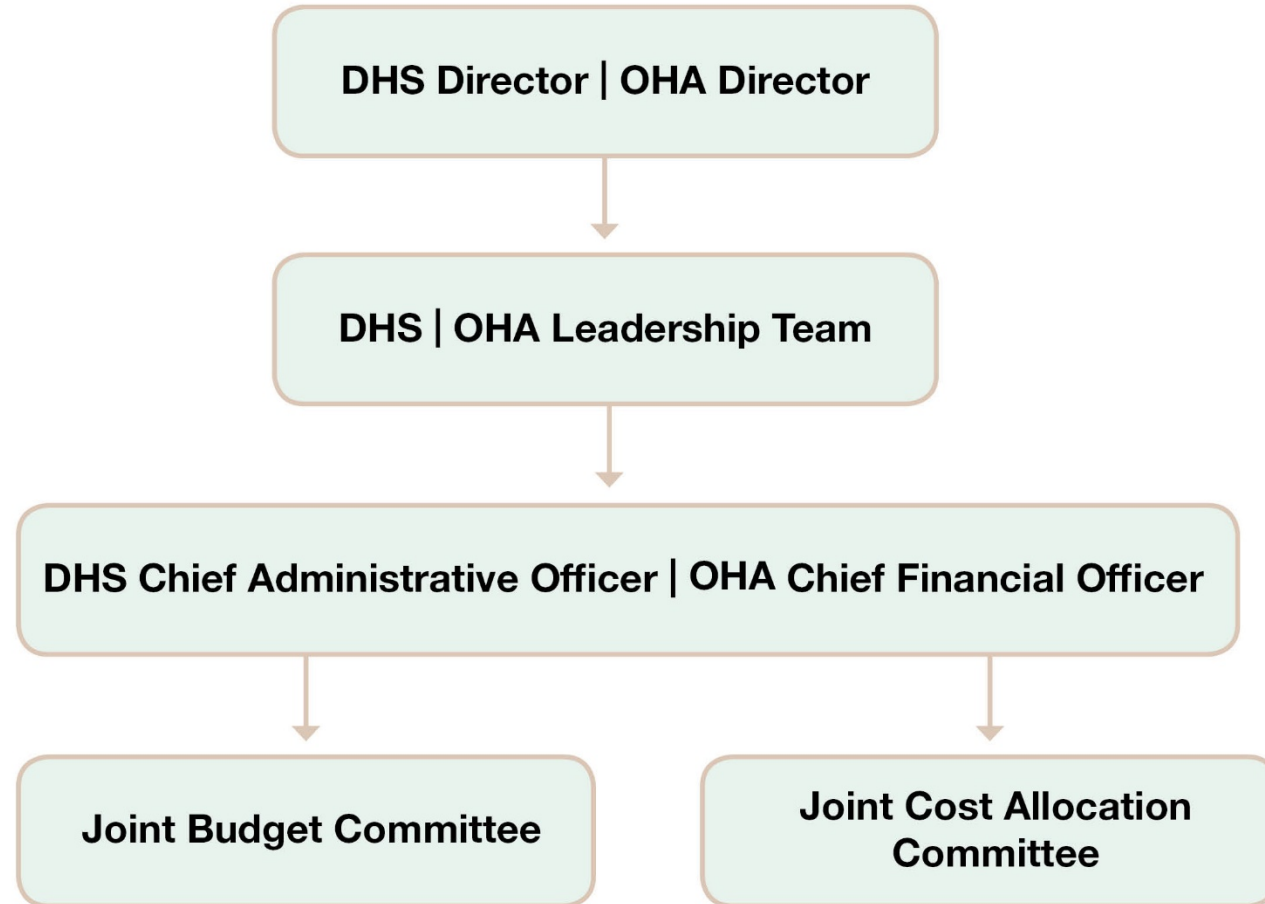 DHS Director | OHA Director
DHS | OHA Leadership Team
DHS Chief Administrative Officer | OHA Chief Financial Officer
Joint Budget Committee
Joint Cost Allocation
Committee